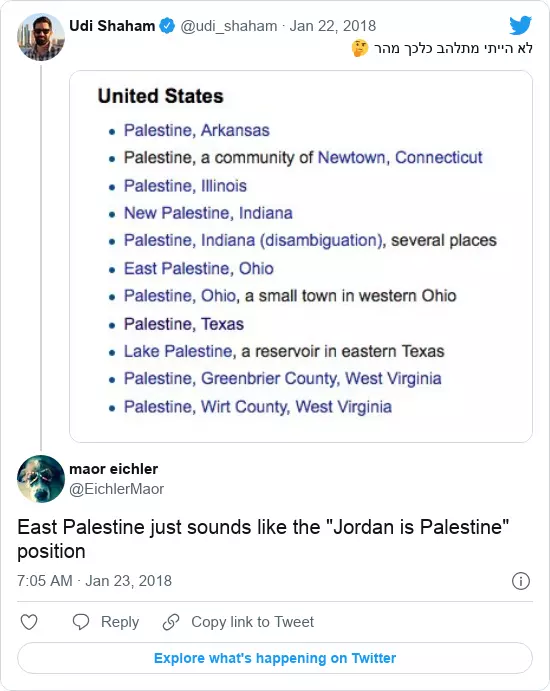 Udi Shaham @udi_shaham · Jan 22, 2018
לא הייתי מתלהב כלכך מהר 🤔
United States
• Palestine, Arkansas
• Palestine, a community of Newtown, Connecticut
• Palestine, Illinois
• New Palestine, Indiana
• Palestine, Indiana (disambiguation), several places
• East Palestine, Ohio
• Palestine, Ohio, a small town in western Ohio
• Palestine, Texas
• Lake Palestine, a reservoir in eastern Texas
• Palestine, Greenbrier County, West Virginia
• Palestine, Wirt County, West Virginia
maor eichler
@EichlerMaor
East Palestine just sounds like the "Jordan is Palestine"
position
7:05 AM · Jan 23, 2018
Reply Copy link to Tweet
Explore what's happening on Twitter